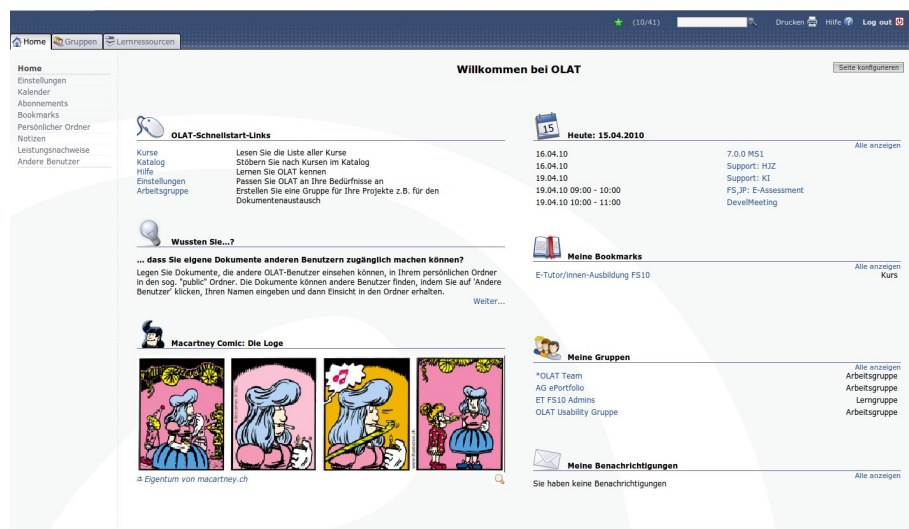 (10/41) Drucken Hilfe Log out
Home Gruppen Lernressourcen
Home
Einstellungen
Kalender
Abonnements
Bookmarks
Persönlicher Ordner
Notizen
Leistungsnachweise
Andere Benutzer
Willkommen bei OLAT
Seite konfigurieren
OLAT-Schnellstart-Links
Kurse Lesen Sie die Liste aller Kurse
Katalog Stöbern Sie nach Kursen im Katalog
Hilfe Lernen Sie OLAT kennen
Einstellungen Passen Sie OLAT an Ihre Bedürfnisse an
Arbeitsgruppe Erstellen Sie eine Gruppe für Ihre Projekte z.B. für den
Dokumentenaustausch
Wussten Sie...?
... dass Sie eigene Dokumente anderen Benutzern zugänglich machen können?
Legen Sie Dokumente, die andere OLAT-Benutzer einsehen können, in Ihrem persönlichen Ordner
in den sog. "public" Ordner. Die Dokumente können andere Benutzer finden, indem Sie auf 'Andere
Benutzer' klicken, Ihren Namen eingeben und dann Einsicht in den Ordner erhalten.
Weiter...
Macartney Comic: Die Loge
Eigentum von macartney.ch
15
Heute: 15.04.2010
Alle anzeigen
16.04.10 7.0.0 MS1
16.04.10 Support: HJZ
19.04.10 Support: KI
19.04.10 09:00 - 10:00 FS,JP: E-Assessment
19.04.10 10:00 - 11:00 DevelMeeting
Meine Bookmarks
Alle anzeigen
E-Tutor/innen-Ausbildung FS10 Kurs
Meine Gruppen
Alle anzeigen
*OLAT Team Arbeitsgruppe
AG ePortfolio Arbeitsgruppe
ET FS10 Admins Lerngruppe
OLAT Usability Gruppe Arbeitsgruppe
Meine Benachrichtigungen
Alle anzeigen
Sie haben keine Benachrichtigungen